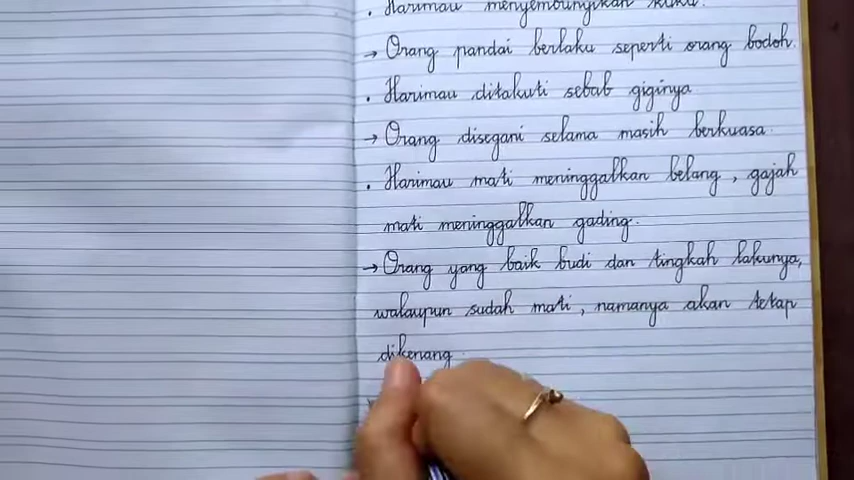 . Harimau menyembunyikan kuku.
→ Orang pandai berlaku seperti orang bodoh.
. Harimau ditakuti sebab giginya
→ Orang disegani selama masih berkuasa.
. Harimau mati meninggalkan belang, gajah
mati meninggalkan gading.
→ Orang yang baik budi dan tingkah lakunya,
walaupun sudah mati, namanya akan tetap
dikenang.